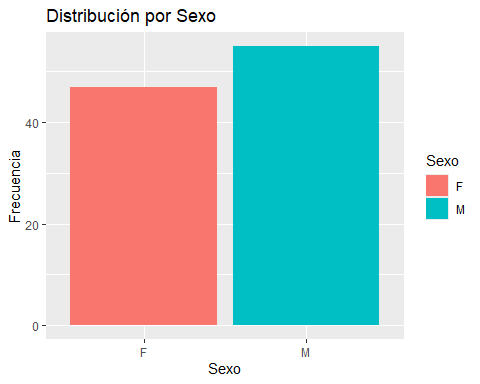 Distribución por Sexo
Frecuencia
40
20
0
F
M
Sexo
Sexo
F
M